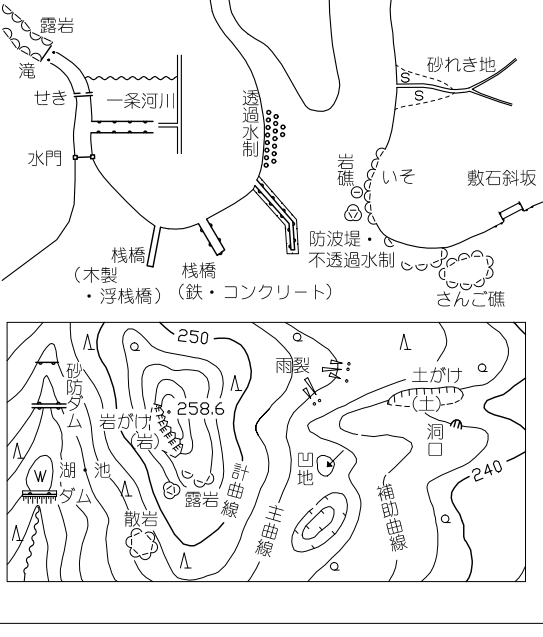 露岩
滝
せき
一条河川
水門
透過水制
砂れき地
S
S
岩礁
いそ
敷石斜坂
防波堤・
不透過水制
さんご礁
桟橋
（木製
・浮桟橋）
桟橋
（鉄・コンクリート）
250
砂防ダム
雨裂
土がけ
（土）
岩がけ
（岩）
258.6
洞口
湖・池
W
ダム
計曲線
凹地
240
露岩
散岩
主曲線
補助曲線